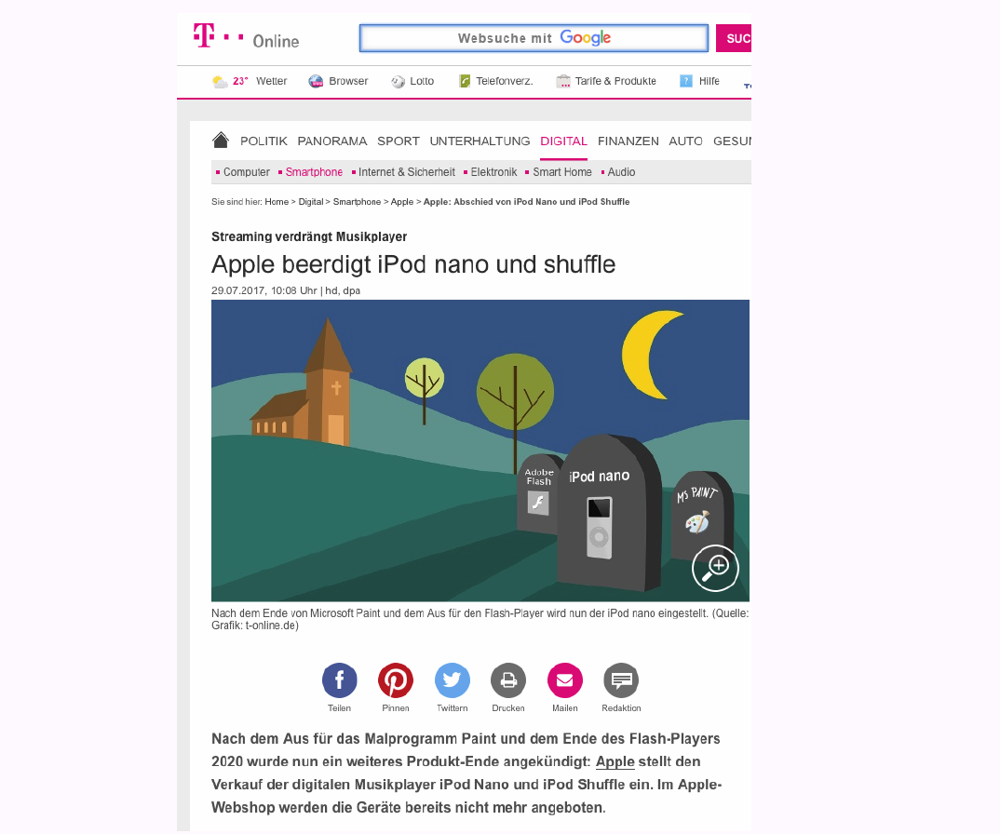 T Online
Websuche mit Google
SUC
23° Wetter Browser Lotto Telefonverz. Tarife & Produkte Hilfe
POLITIK PANORAMA SPORT UNTERHALTUNG DIGITAL FINANZEN AUTO GESUN
Computer Smartphone Internet & Sicherheit Elektronik Smart Home Audio
Sie sind hier: Home > Digital > Smartphone > Apple > Apple: Abschied von iPod Nano und iPod Shuffle
Streaming verdrängt Musikplayer
Apple beerdigt iPod nano und shuffle
29.07.2017, 10:08 Uhr | hd, dpa
Adobe
Flash
iPod nano
MS PAINT
Nach dem Ende von Microsoft Paint und dem Aus für den Flash-Player wird nun der iPod nano eingestellt. (Quelle:
Grafik: t-online.de)
Teilen Pinnen Twittern Drucken Mailen Redaktion
Nach dem Aus für das Malprogramm Paint und dem Ende des Flash-Players
2020 wurde nun ein weiteres Produkt-Ende angekündigt: Apple stellt den
Verkauf der digitalen Musikplayer iPod Nano und iPod Shuffle ein. Im Apple-
Webshop werden die Geräte bereits nicht mehr angeboten.